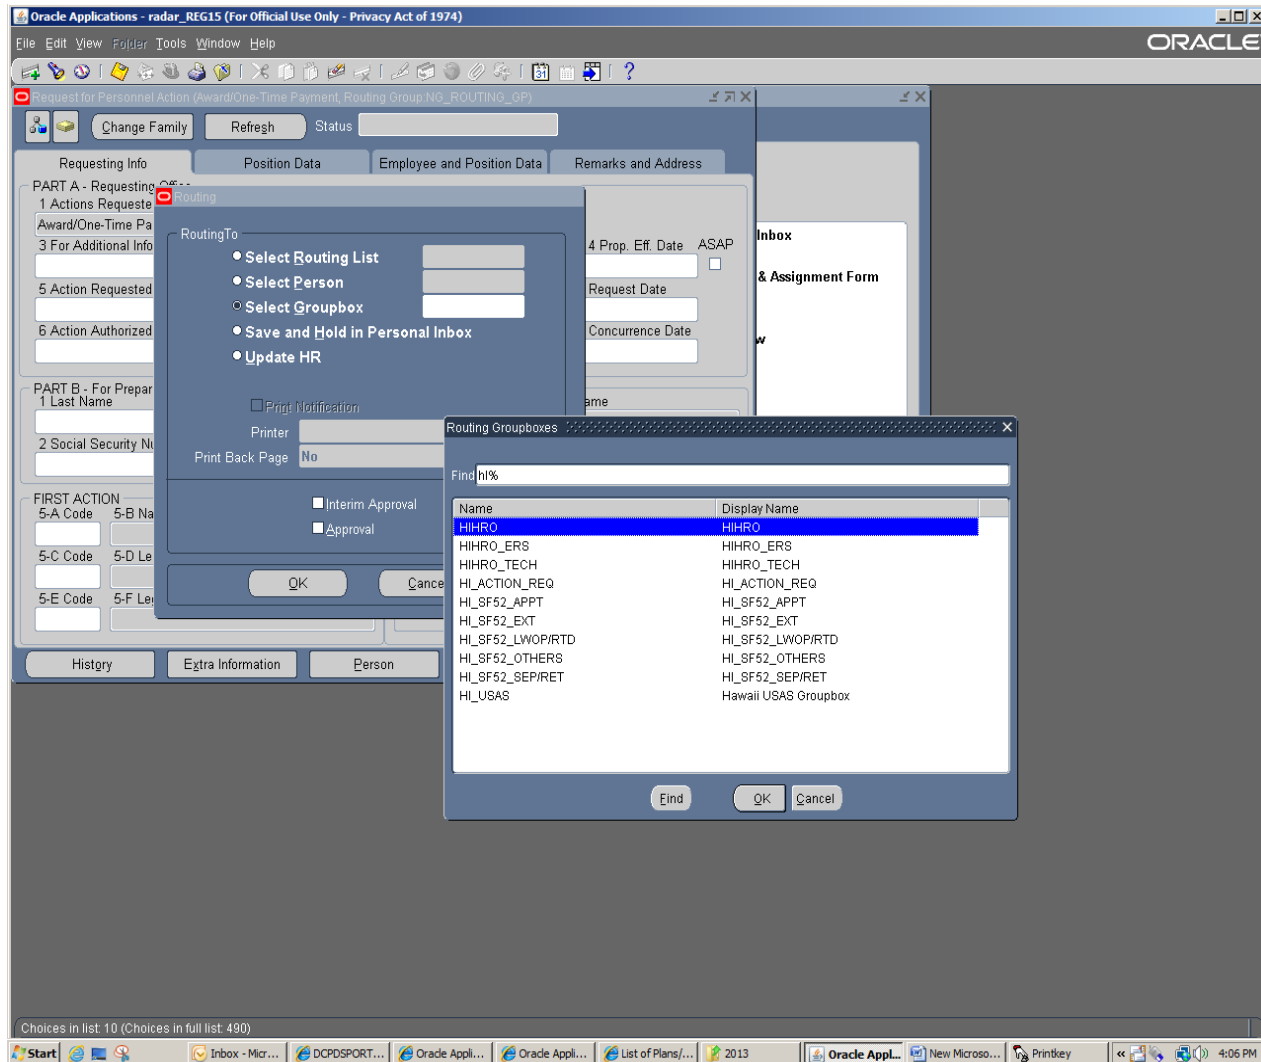 Oracle Applications - radar_REG15 (For Official Use Only - Privacy Act of 1974)
File Edit View Folder Tools Window Help
ORACLE
Request for Personnel Action (Award/One-Time Payment, Routing Group:NG_ROUTING_GP)
Change Family Refresh Status
Requesting Info Position Data Employee and Position Data Remarks and Address
PART A - Requesting Office
1 Actions Requeste
Award/One-Time Pa
3 For Additional Info 4 Prop. Eff. Date ASAP
5 Action Requested Request Date
6 Action Authorized Concurrence Date
Inbox
& Assignment Form
w
PART B - For Prepar
1 Last Name ame
2 Social Security Nu
FIRST ACTION
5-A Code 5-B Na
5-C Code 5-D Le
5-E Code 5-F Leg
History Extra Information Person
Routing
RoutingTo
Select Routing List
Select Person
Select Groupbox
Save and Hold in Personal Inbox
Update HR
Print Notification
Printer
Print Back Page No
Interim Approval
Approval
OK Cance
Routing Groupboxes
Find hI%
Name Display Name
HIHRO HIHRO
HIHRO_ERS HIHRO_ERS
HIHRO_TECH HIHRO_TECH
HI_ACTION_REQ HI_ACTION_REQ
HI_SF52_APPT HI_SF52_APPT
HI_SF52_EXT HI_SF52_EXT
HI_SF52_LWOP/RTD HI_SF52_LWOP/RTD
HI_SF52_OTHERS HI_SF52_OTHERS
HI_SF52_SEP/RET HI_SF52_SEP/RET
HI_USAS Hawaii USAS Groupbox
Find OK Cancel
Choices in list: 10 (Choices in full list: 490)
Start Inbox - Micr... DCPDSPORT... Oracle Appli... Oracle Appli... List of Plans/... 2013 Oracle Appl... New Microso... Printkey « 4:06 PM